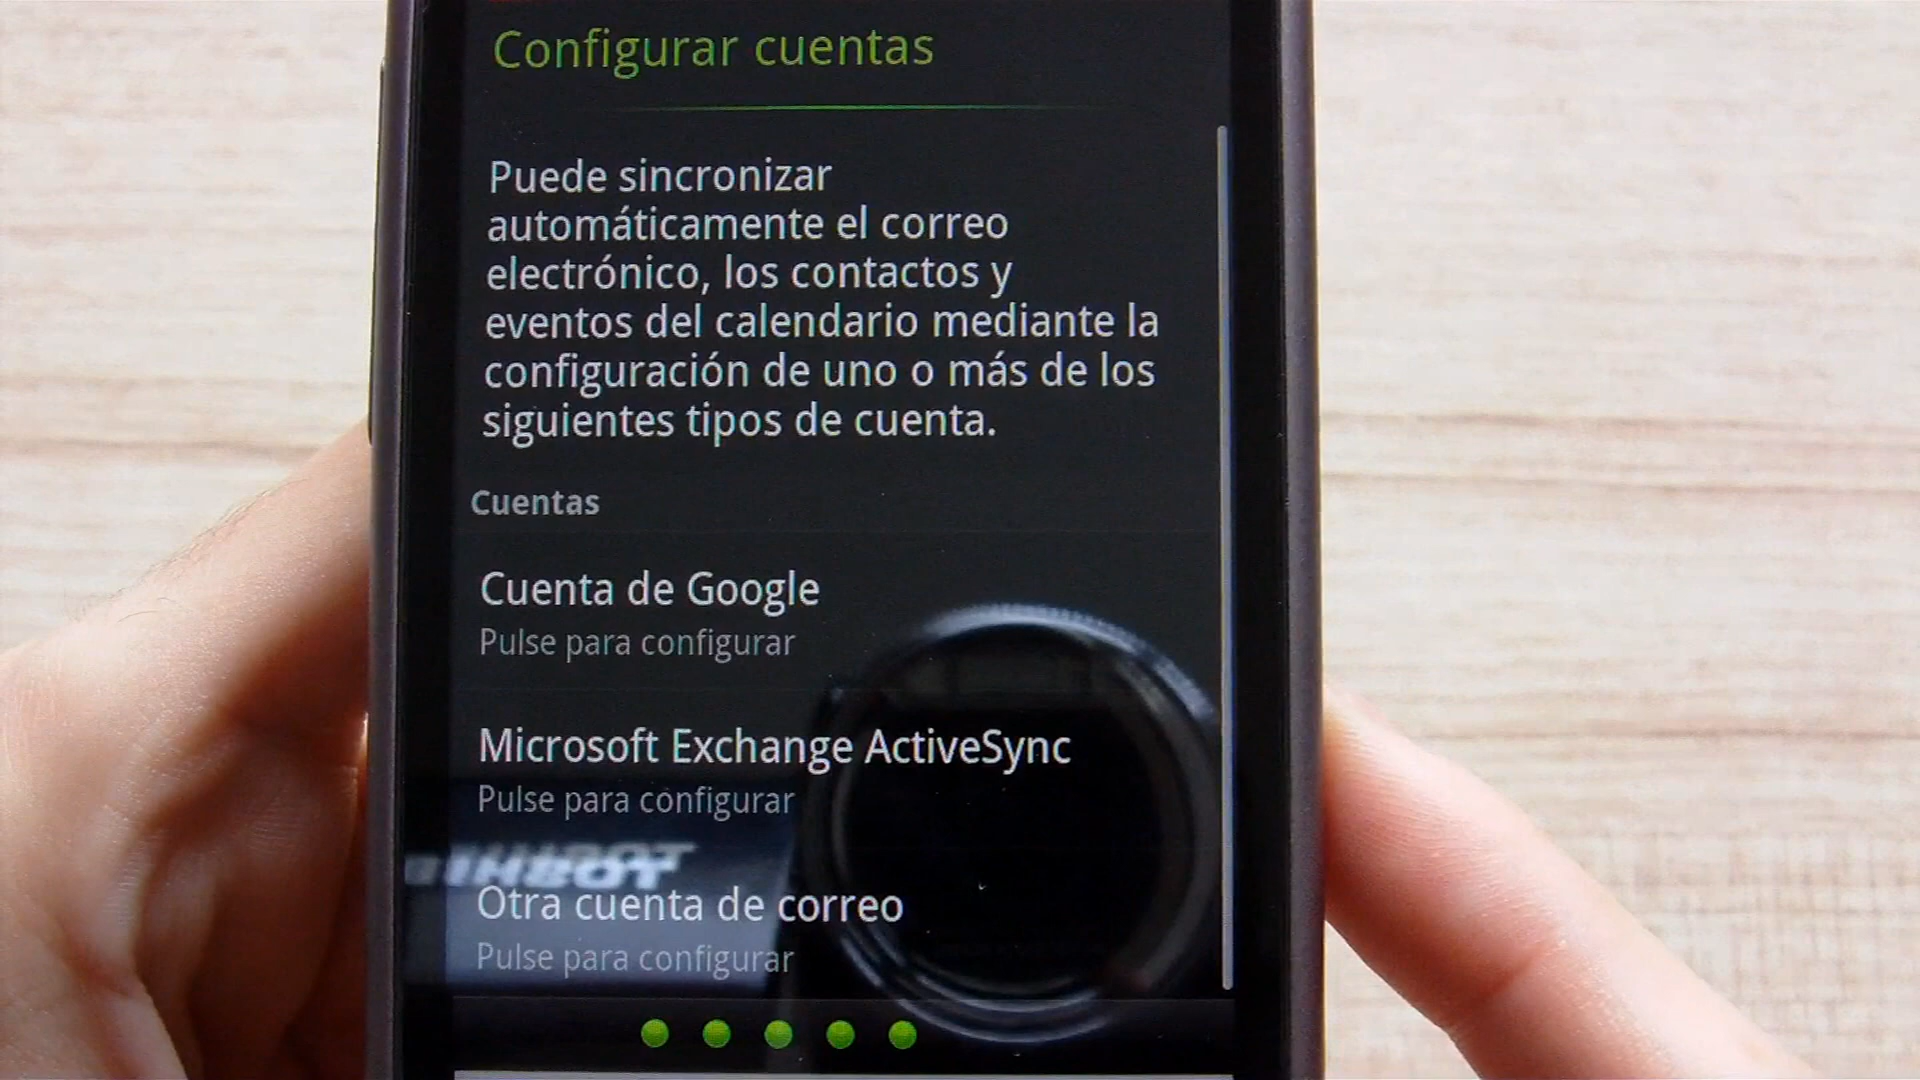 Configurar cuentas
Puede sincronizar
automáticamente el correo
electrónico, los contactos y
eventos del calendario mediante la
configuración de uno o más de los
siguientes tipos de cuenta.
Cuentas
Cuenta de Google
Pulse para configurar
Microsoft Exchange ActiveSync
Pulse para configurar
Otra cuenta de correo
Pulse para configurar